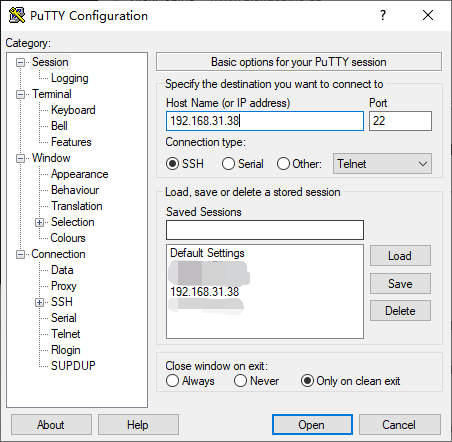 PuTTY Configuration
Category:
Session
Logging
Terminal
Keyboard
Bell
Features
Window
Appearance
Behaviour
Translation
Selection
Colours
Connection
Data
Proxy
SSH
Serial
Telnet
Rlogin
SUPDUP
Basic options for your PuTTY session
Specify the destination you want to connect to
Host Name (or IP address) Port
192.168.31.38 22
Connection type:
SSH Serial Other: Telnet
Load, save or delete a stored session
Saved Sessions
Default Settings
192.168.31.38
Load
Save
Delete
Close window on exit:
Always Never Only on clean exit
About Help Open Cancel